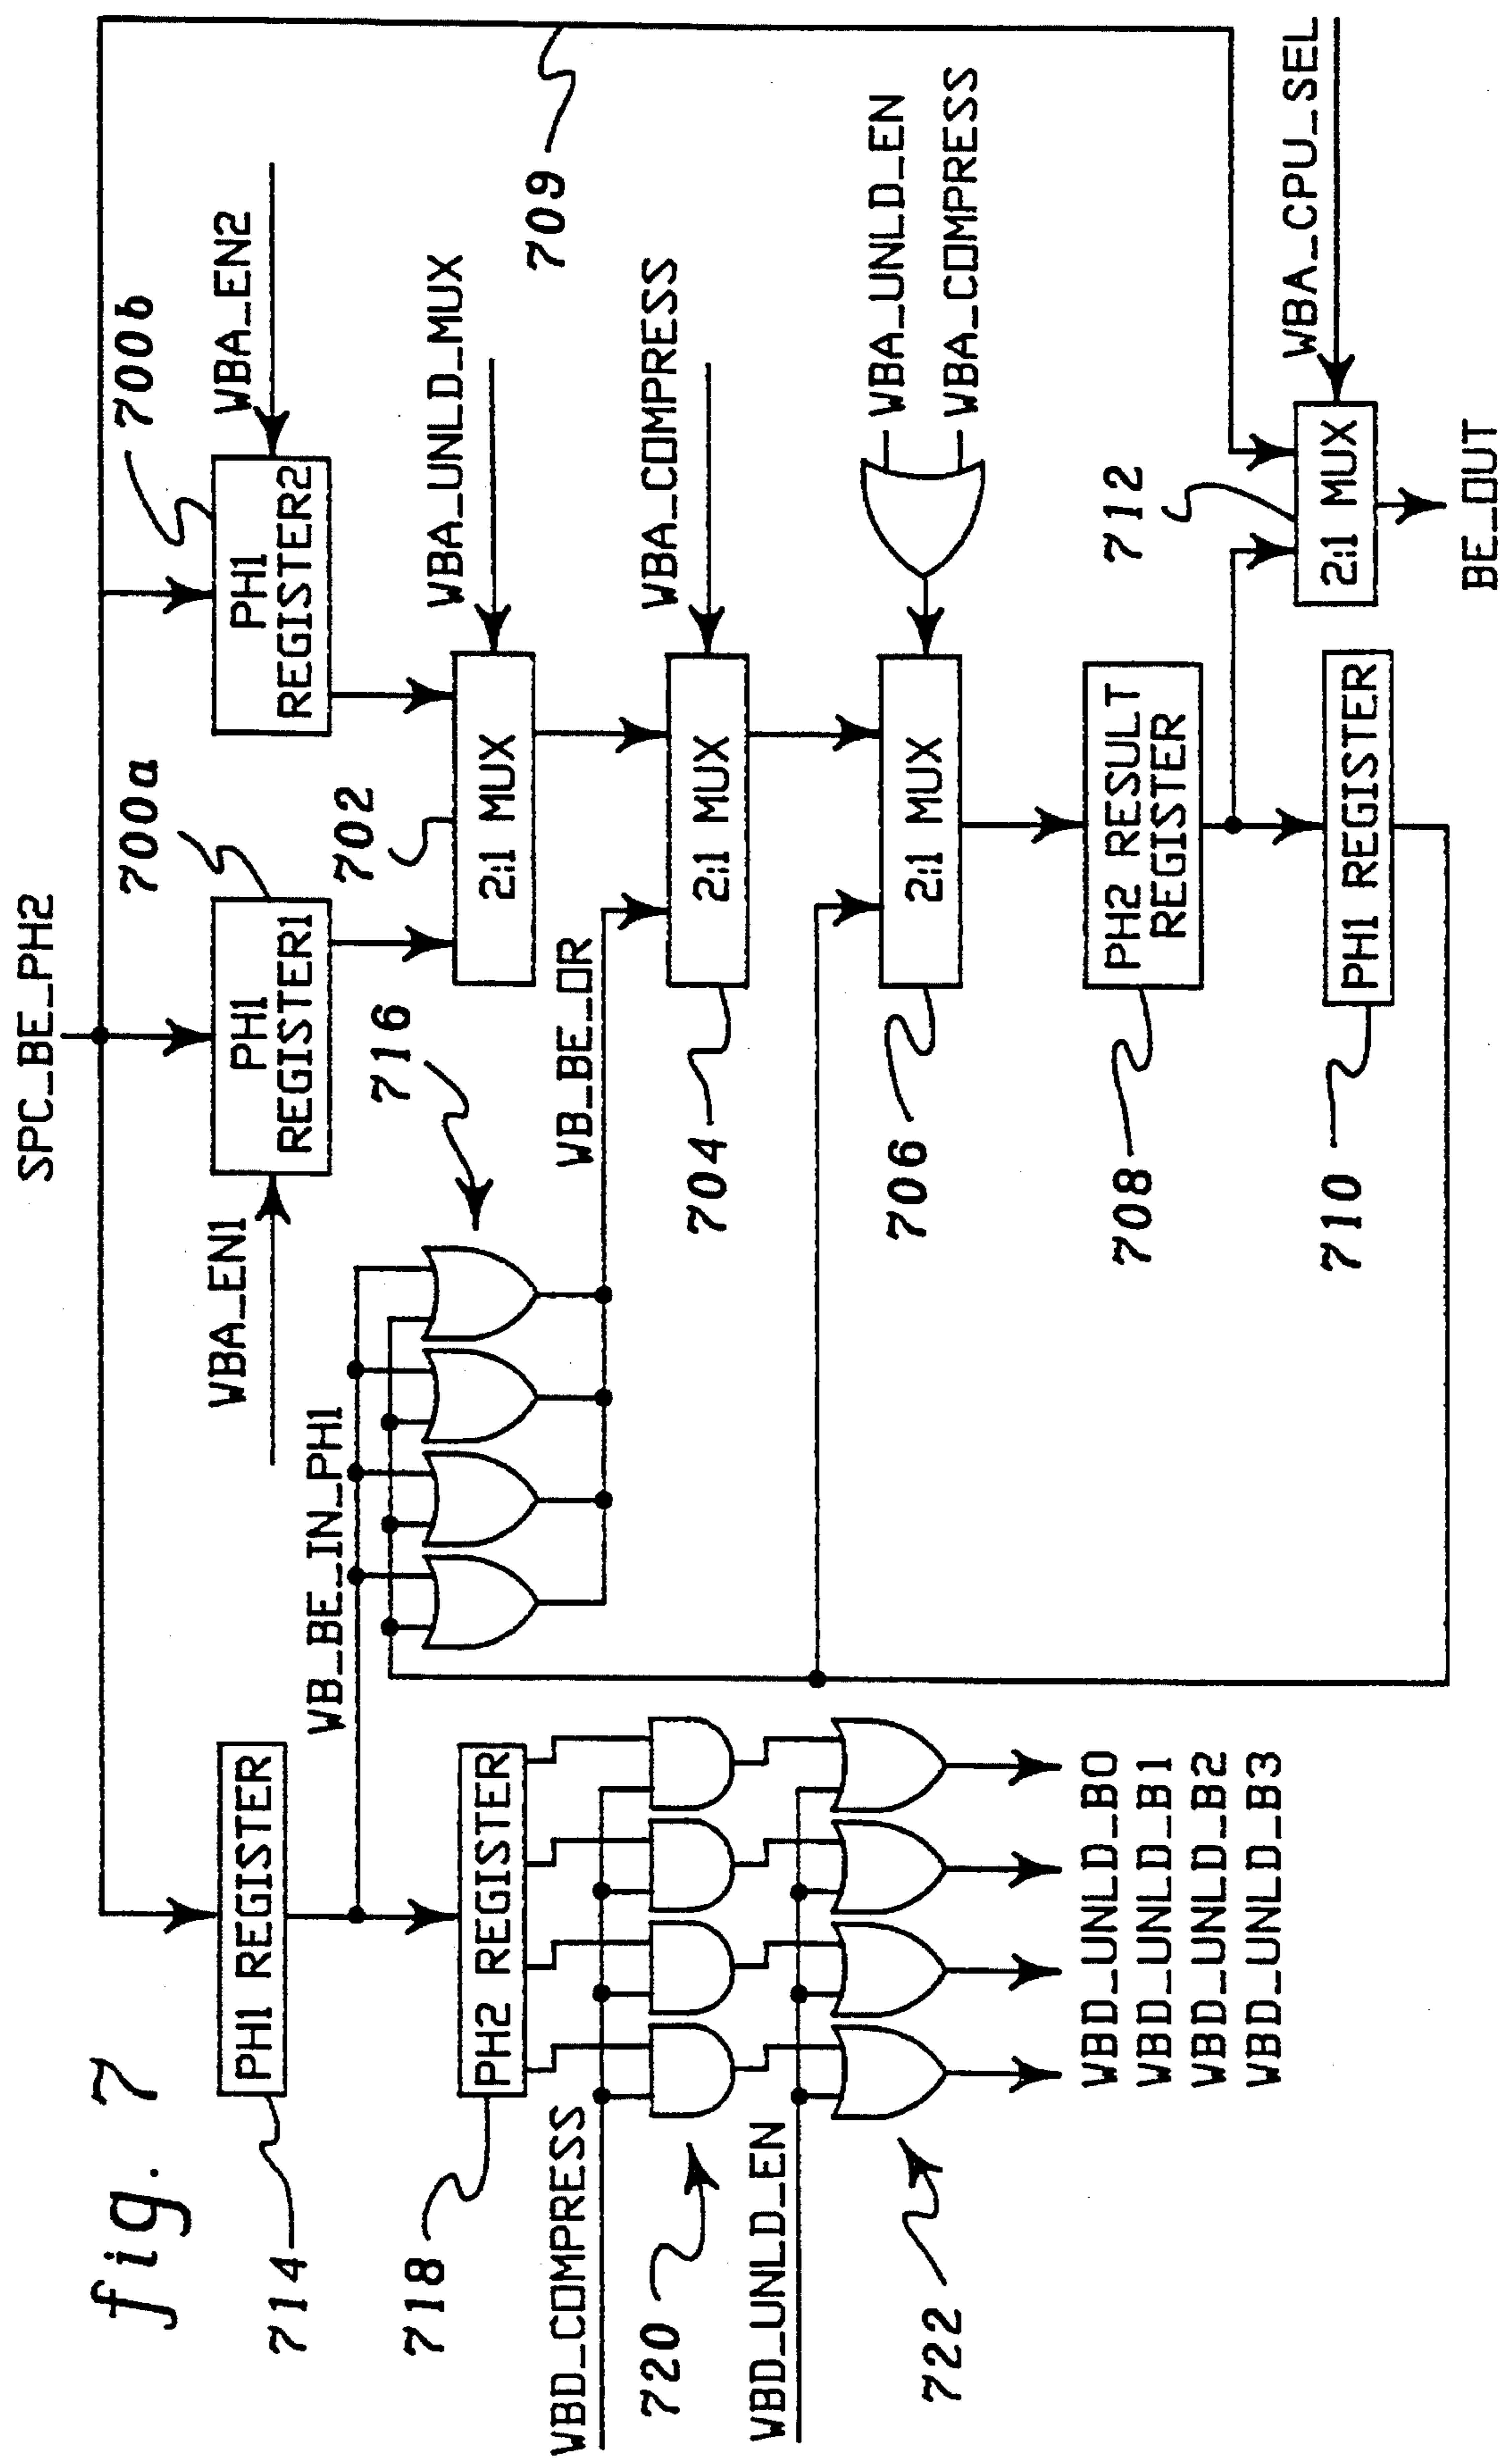 fig. 7
SPC_BE_PH2
700a
700b
709
WBA_EN1
PH1
REGISTER1
PH1
REGISTER2
WBA_EN2
714
PH1 REGISTER
WB_BE_IN_PH1
716
702
2:1 MUX
WBA_UNLD_MUX
718
PH2 REGISTER
WB_BE_OR
704
2:1 MUX
WBA_COMPRESS
WBD_COMPRESS
720
706
2:1 MUX
WBA_UNLD_EN
WBA_COMPRESS
WBD_UNLD_EN
722
708
PH2 RESULT
REGISTER
712
2:1 MUX
WBA_CPU_SEL
WBD_UNLD_B0
WBD_UNLD_B1
WBD_UNLD_B2
WBD_UNLD_B3
710
PH1 REGISTER
BE_OUT